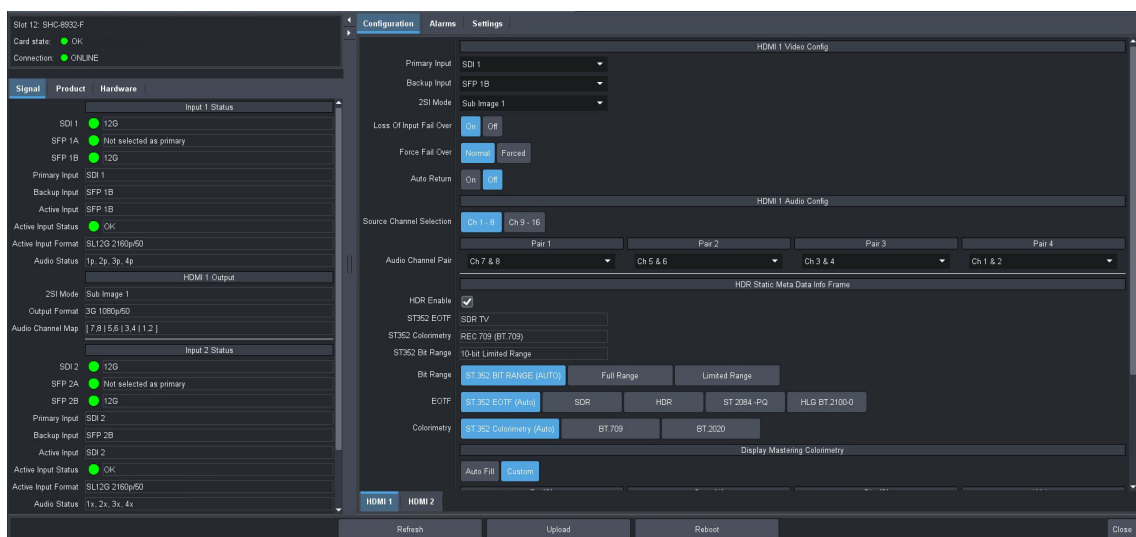 Slot 12: SHC-8932-F
Card state: OK
Connection: ONLINE
Signal Product Hardware
Input 1 Status
SDI 1 12G
SFP 1A Not selected as primary
SFP 1B 12G
Primary Input SDI 1
Backup Input SFP 1B
Active Input SFP 1B
Active Input Status OK
Active Input Format SL12G 2160p/50
Audio Status 1p, 2p, 3p, 4p
HDMI 1 Output
2SI Mode Sub Image 1
Output Format 3G 1080p/50
Audio Channel Map [ 7,8 | 5,6 | 3,4 | 1,2 ]
Input 2 Status
SDI 2 12G
SFP 2A Not selected as primary
SFP 2B 12G
Primary Input SDI 2
Backup Input SFP 2B
Active Input SDI 2
Active Input Status OK
Active Input Format SL12G 2160p/50
Audio Status 1x, 2x, 3x, 4x
Configuration Alarms Settings
HDMI 1 Video Config
Primary Input SDI 1
Backup Input SFP 1B
2SI Mode Sub Image 1
Loss Of Input Fail Over On Off
Force Fail Over Normal Forced
Auto Return On Off
HDMI 1 Audio Config
Source Channel Selection Ch 1 - 8 Ch 9 - 16
Pair 1 Pair 2 Pair 3 Pair 4
Audio Channel Pair Ch 7 & 8 Ch 5 & 6 Ch 3 & 4 Ch 1 & 2
HDR Static Meta Data Info Frame
HDR Enable
ST352 EOTF SDR TV
ST352 Colorimetry REC 709 (BT.709)
ST352 Bit Range 10-bit Limited Range
Bit Range ST.352 BIT RANGE (AUTO) Full Range Limited Range
EOTF ST.352 EOTF (Auto) SDR HDR ST 2084 -PQ HLG BT.2100-0
Colorimetry ST.352 Colorimetry (Auto) BT.709 BT.2020
Display Mastering Colorimetry
Auto Fill Custom
HDMI 1 HDMI 2
Refresh Upload Reboot Close